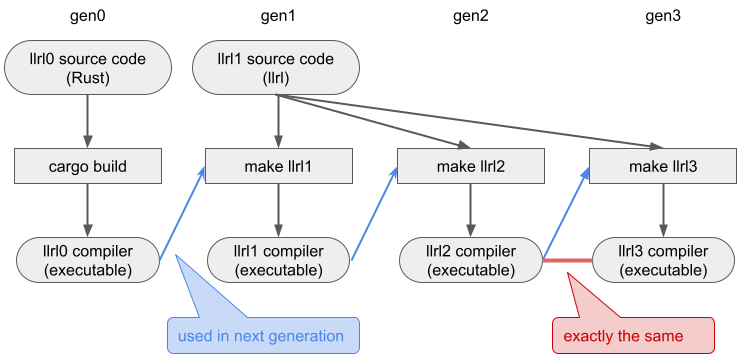 gen0
gen1
gen2
gen3
llrl0 source code
(Rust)
llrl1 source code
(llrl)
cargo build
make llrl1
make llrl2
make llrl3
llrl0 compiler
(executable)
llrl1 compiler
(executable)
llrl2 compiler
(executable)
llrl3 compiler
(executable)
used in next generation
exactly the same